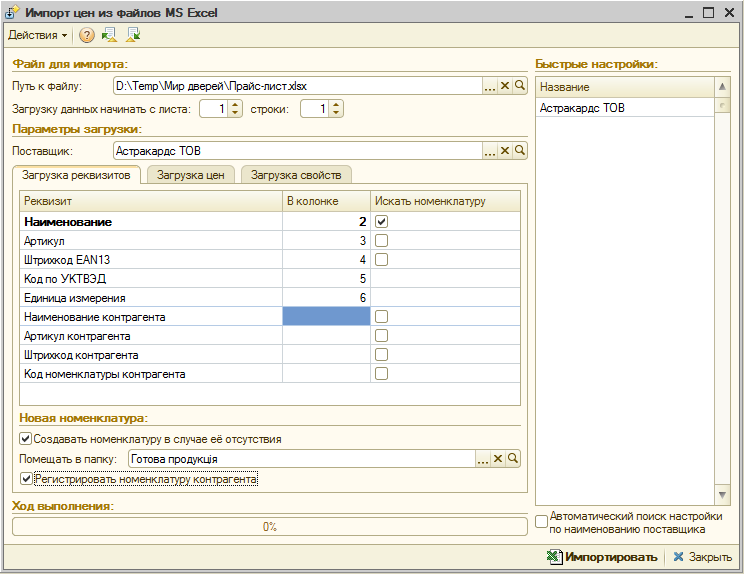 Импорт цен из файлов MS Excel
Действия
Файл для импорта:
Путь к файлу: D:\Temp\Мир дверей\Прайс-лист.xlsx
Загрузку данных начинать с листа: 1 строки: 1
Параметры загрузки:
Поставщик: Астракардс ТОВ
Загрузка реквизитов Загрузка цен Загрузка свойств
Реквизит В колонке Искать номенклатуру
Наименование 2
Артикул 3
Штрихкод EAN13 4
Код по УКТВЭД 5
Единица измерения 6
Наименование контрагента
Артикул контрагента
Штрихкод контрагента
Код номенклатуры контрагента
Новая номенклатура:
Создавать номенклатуру в случае её отсутствия
Помещать в папку: Готова продукція
Регистрировать номенклатуру контрагента
Ход выполнения:
0%
Быстрые настройки:
Название
Астракардс ТОВ
Автоматический поиск настройки
по наименованию поставщика
Импортировать Закрыть